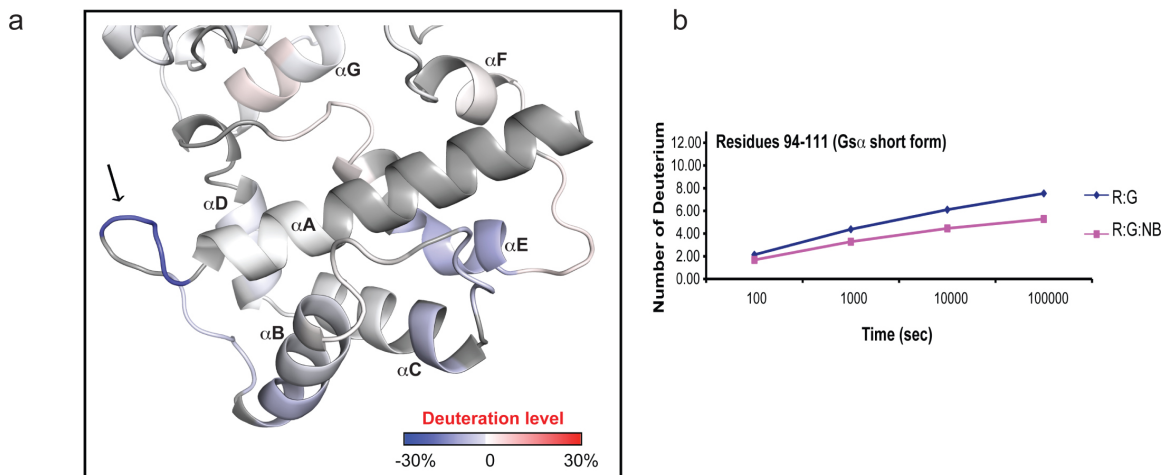 a
αG
αF
αD
αA
αE
αB
αC
Deuteration level
-30%
0
30%
b
Residues 94-111 (Gsα short form)
Number of Deuterium
12.00
10.00
8.00
6.00
4.00
2.00
0.00
100
1000
10000
100000
Time (sec)
R:G
R:G:NB